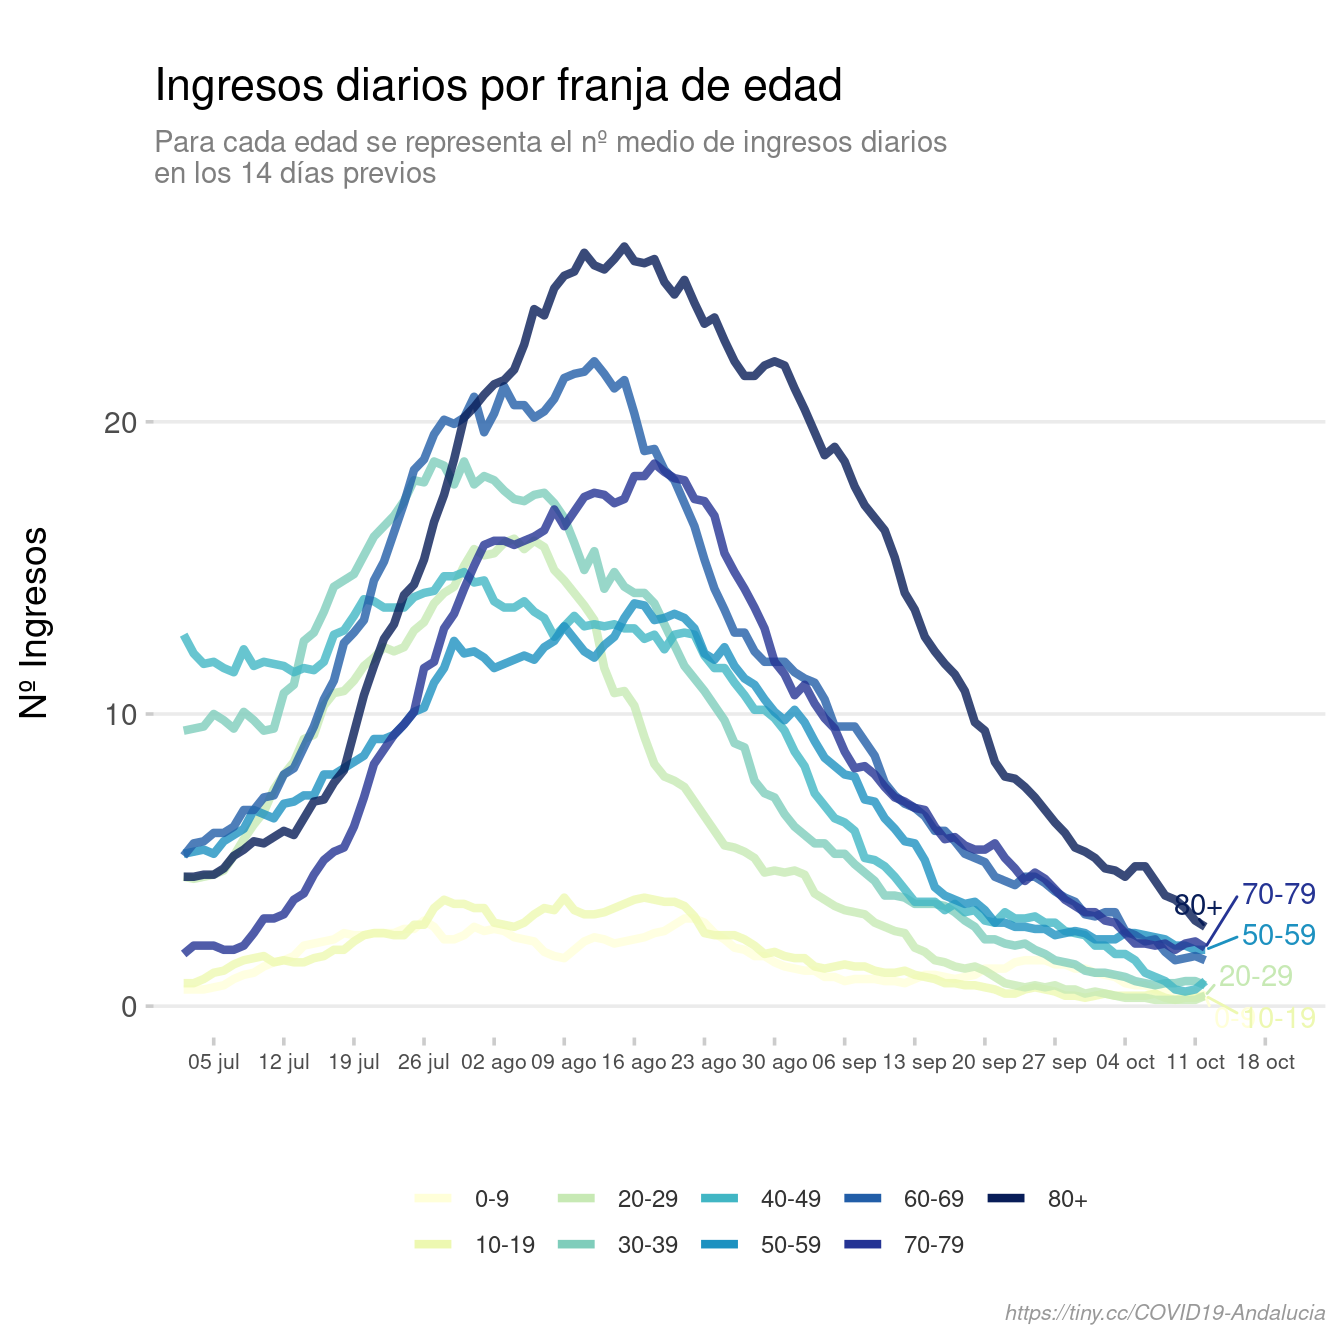 Ingresos diarios por franja de edad
Para cada edad se representa el nº medio de ingresos diarios
en los 14 días previos
Nº Ingresos
20
10
0
80+
70-79
50-59
20-29
10-19
05 jul 12 jul 19 jul 26 jul 02 ago 09 ago 16 ago 23 ago 30 ago 06 sep 13 sep 20 sep 27 sep 04 oct 11 oct 18 oct
0-9 20-29 40-49 60-69 80+
10-19 30-39 50-59 70-79
https://tiny.cc/COVID19-Andalucia